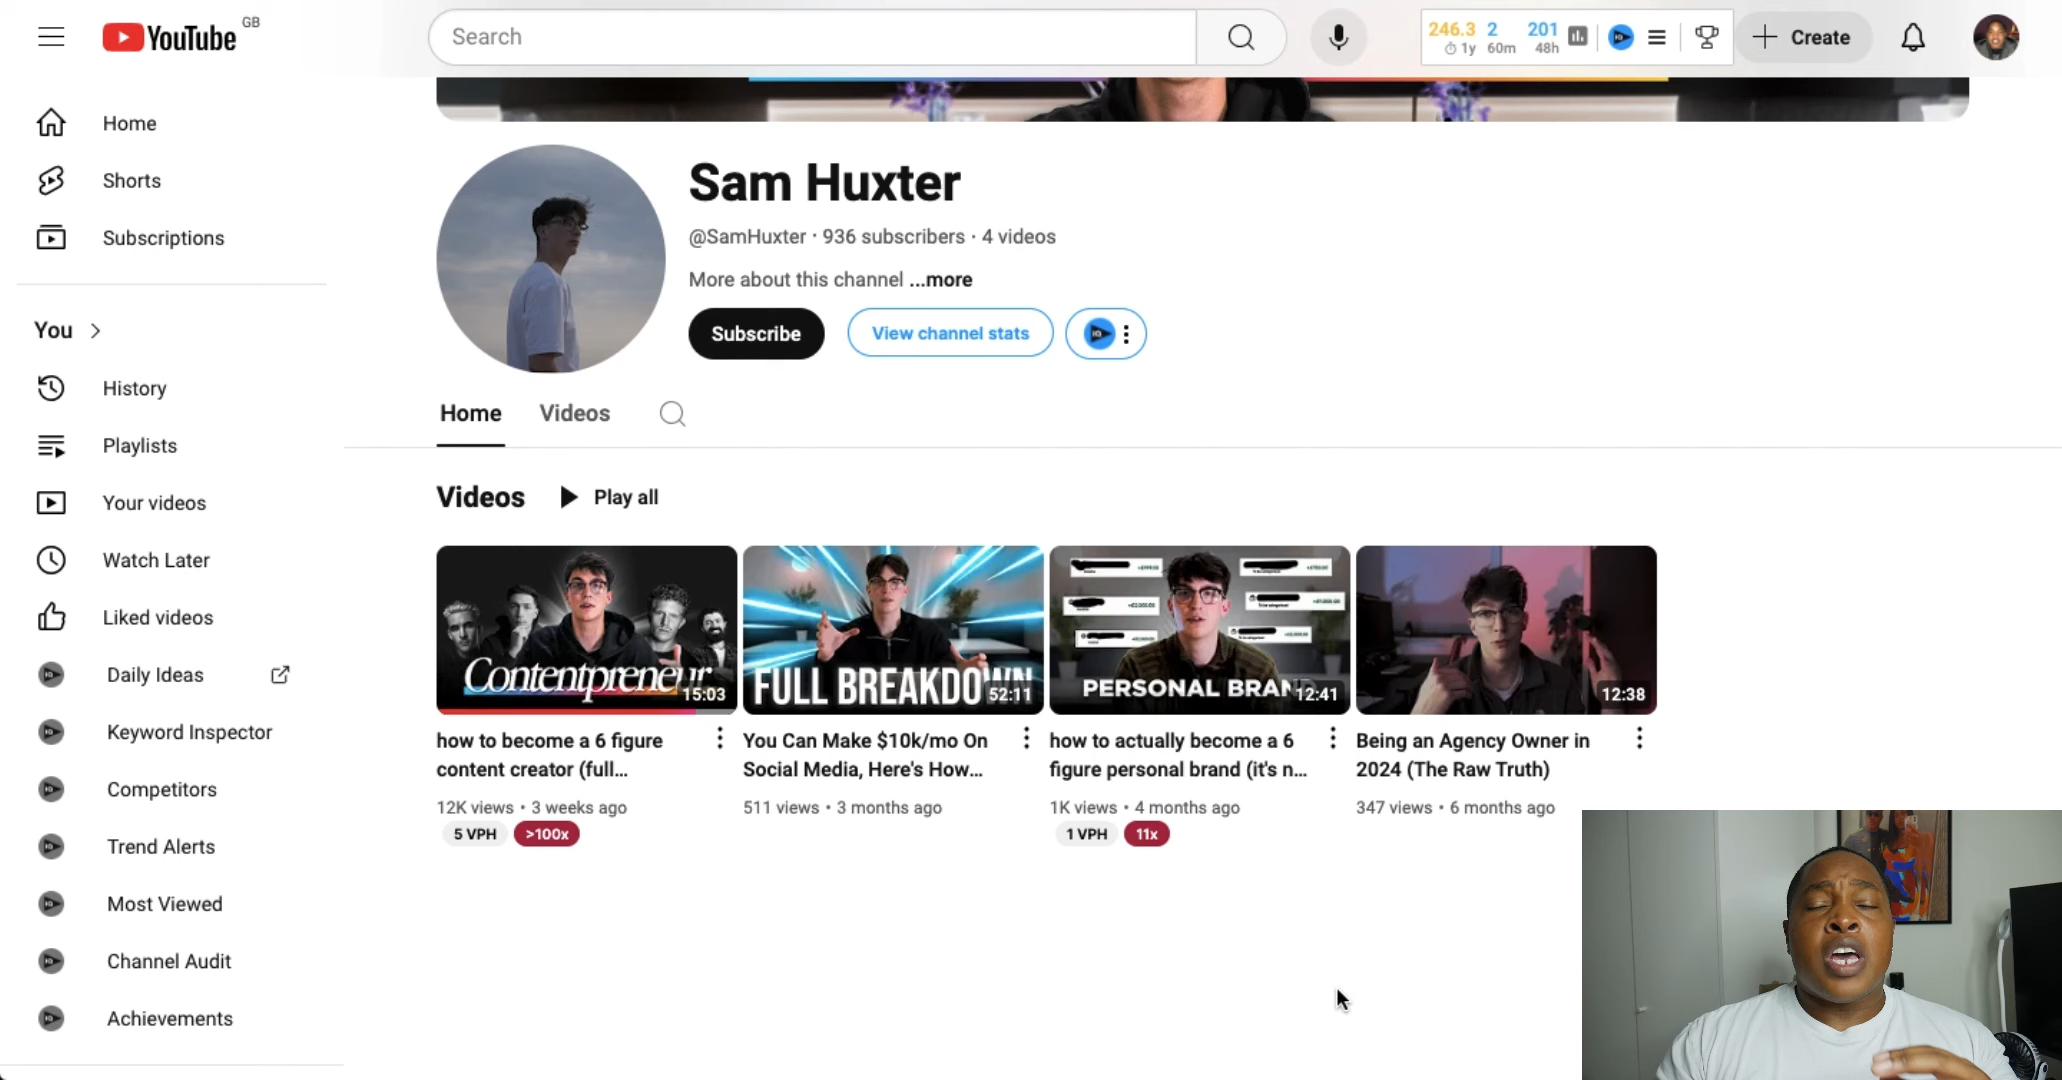 YouTube GB
Search
246.3 2 201
1y 60m 48h
Create
Home
Shorts
Subscriptions
You
History
Playlists
Your videos
Watch Later
Liked videos
Daily Ideas
Keyword Inspector
Competitors
Trend Alerts
Most Viewed
Channel Audit
Achievements
Sam Huxter
@SamHuxter · 936 subscribers · 4 videos
More about this channel ...more
Subscribe
View channel stats
Home Videos
Videos Play all
Contentpreneur
15:03
how to become a 6 figure
content creator (full...
12K views • 3 weeks ago
5 VPH >100x
FULL BREAKDOWN
52:11
You Can Make $10k/mo On
Social Media, Here's How...
511 views • 3 months ago
PERSONAL BRAN
12:41
how to actually become a 6
figure personal brand (it's n...
1K views • 4 months ago
1 VPH 11x
12:38
Being an Agency Owner in
2024 (The Raw Truth)
347 views • 6 months ago